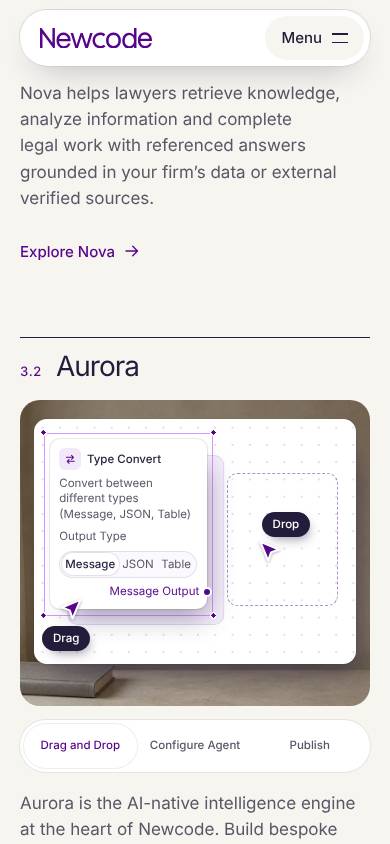 Newcode
Menu
Nova helps lawyers retrieve knowledge,
analyze information and complete
legal work with referenced answers
grounded in your firm's data or external
verified sources.
Explore Nova
3.2 Aurora
Type Convert
Convert between
different types
(Message, JSON, Table)
Output Type
Message JSON Table
Message Output
Drop
Drag
Drag and Drop Configure Agent Publish
Aurora is the AI-native intelligence engine
at the heart of Newcode. Build bespoke